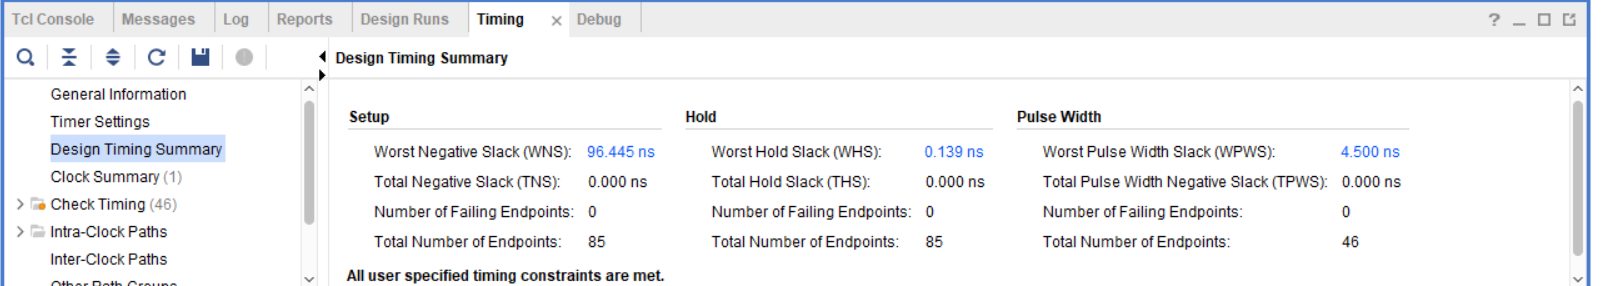 Tcl Console Messages Log Reports Design Runs Timing × Debug ?
Design Timing Summary
General Information
Timer Settings
Design Timing Summary
Clock Summary (1)
Check Timing (46)
Intra-Clock Paths
Inter-Clock Paths
Other Path Groups
Setup Hold Pulse Width
Worst Negative Slack (WNS): 96.445 ns Worst Hold Slack (WHS): 0.139 ns Worst Pulse Width Slack (WPWS): 4.500 ns
Total Negative Slack (TNS): 0.000 ns Total Hold Slack (THS): 0.000 ns Total Pulse Width Negative Slack (TPWS): 0.000 ns
Number of Failing Endpoints: 0 Number of Failing Endpoints: 0 Number of Failing Endpoints: 0
Total Number of Endpoints: 85 Total Number of Endpoints: 85 Total Number of Endpoints: 46
All user specified timing constraints are met.